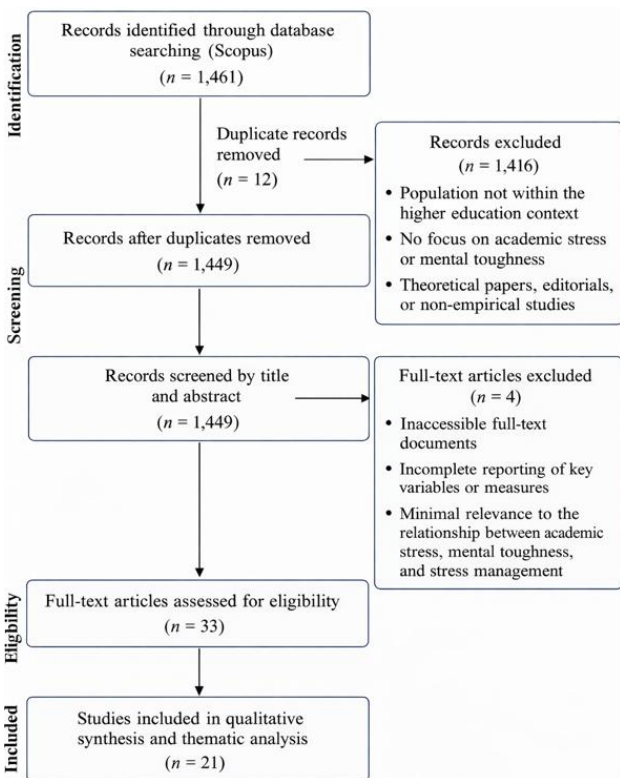 Identification
Records identified through database
searching (Scopus)
(n = 1,461)
Duplicate records
removed
(n = 12)
Records excluded
(n = 1,416)
• Population not within the
higher education context
• No focus on academic stress
or mental toughness
• Theoretical papers, editorials,
or non-empirical studies
Screening
Records after duplicates removed
(n = 1,449)
Records screened by title
and abstract
(n = 1,449)
Full-text articles excluded
(n = 4)
• Inaccessible full-text
documents
• Incomplete reporting of key
variables or measures
• Minimal relevance to the
relationship between academic
stress, mental toughness,
and stress management
Eligbility
Full-text articles assessed for eligibility
(n = 33)
Included
Studies included in qualitative
synthesis and thematic analysis
(n = 21)